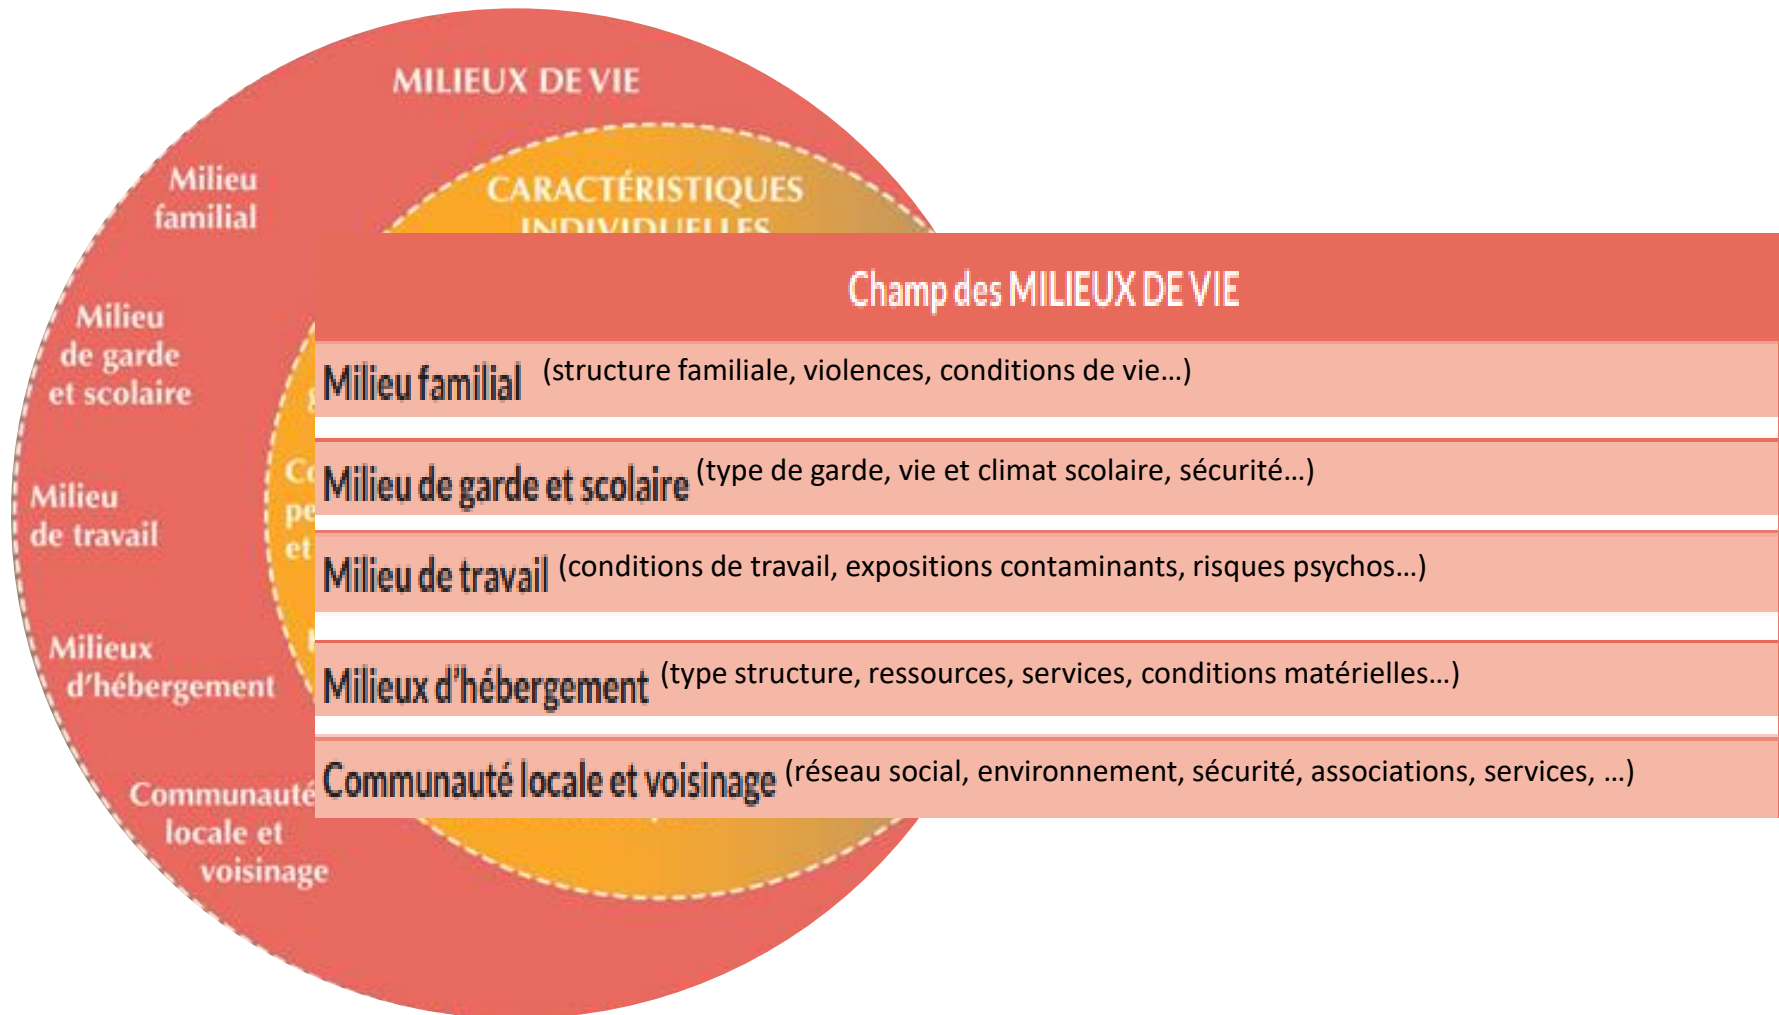 MILIEUX DE VIE
CARACTÉRISTIQUES
INDIVIDUELLES
Milieu
familial
Milieu
de garde
et scolaire
Milieu
de travail
Milieux
d'hébergement
Communauté
locale et
voisinage
Champ des MILIEUX DE VIE
Milieu familial (structure familiale, violences, conditions de vie…)
Milieu de garde et scolaire (type de garde, vie et climat scolaire, sécurité…)
Milieu de travail (conditions de travail, expositions contaminants, risques psychos…)
Milieux d'hébergement (type structure, ressources, services, conditions matérielles…)
Communauté locale et voisinage (réseau social, environnement, sécurité, associations, services, …)